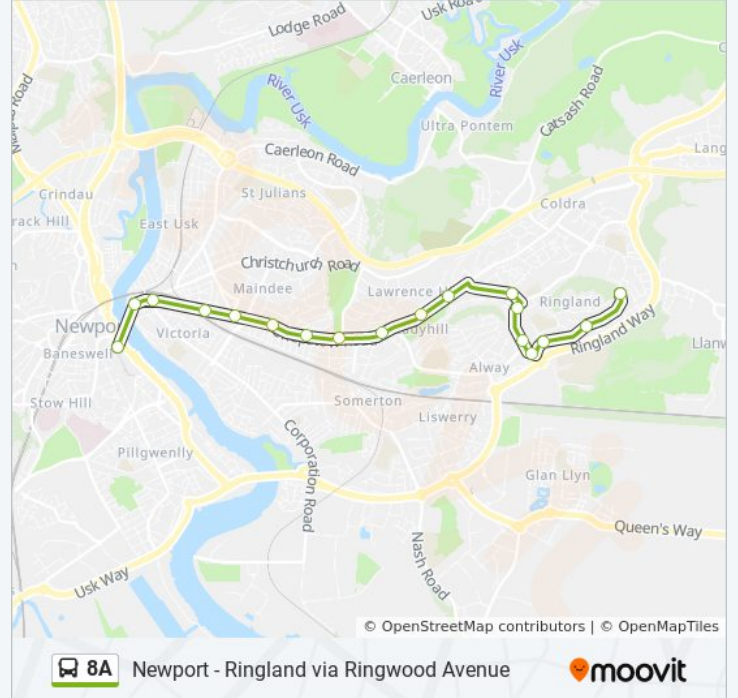 Lodge Road
Usk Road
Caerleon
River Usk
River Usk
Catsash Road
Ultra Pontem
Road
Caerleon Road
Lang
Crindau
St Julians
Coldra
rack Hill
East Usk
Christchurch Road
Maindee
Lawrence H
Ringland
Newpo
Victoria
dyhill
Ringland Way
Baneswell
Llanw
Alway
Stow Hill
Somerton
Liswerry
Corporation Road
Pillgwenlly
Glan Llyn
Queen's Way
Nash Road
Usk Way
© OpenStreetMap contributors | © OpenMapTiles
8A Newport - Ringland via Ringwood Avenue moovit